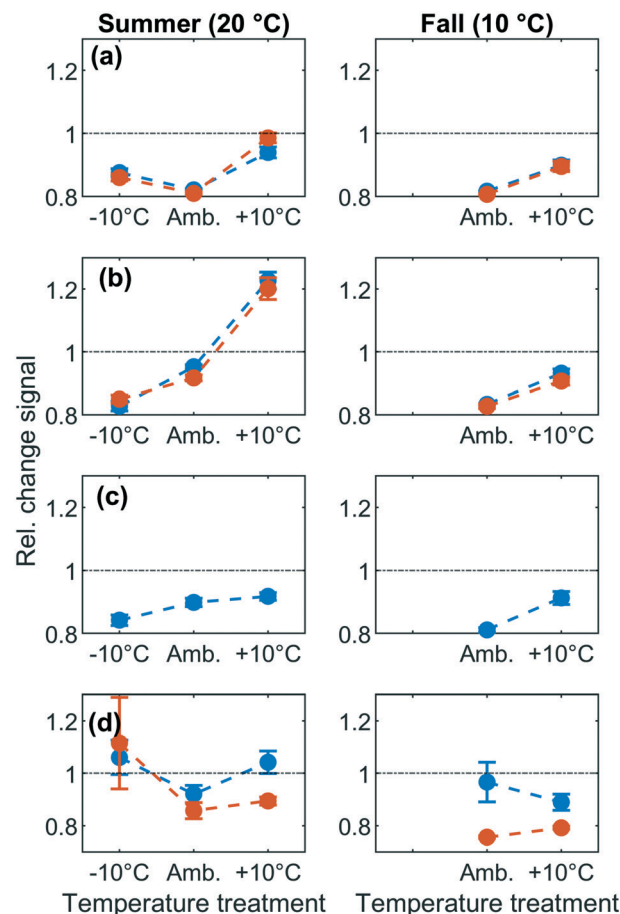 Summer (20 °C) Fall (10 °C)
(a)
1.2 1.2
1 1
0.8 0.8
-10°C Amb. +10°C Amb. +10°C
(b)
1.2 1.2
1 1
0.8 0.8
-10°C Amb. +10°C Amb. +10°C
Rel. change signal
(c)
1.2 1.2
1 1
0.8 0.8
-10°C Amb. +10°C Amb. +10°C
(d)
1.2 1.2
1 1
0.8 0.8
-10°C Amb. +10°C Amb. +10°C
Temperature treatment Temperature treatment